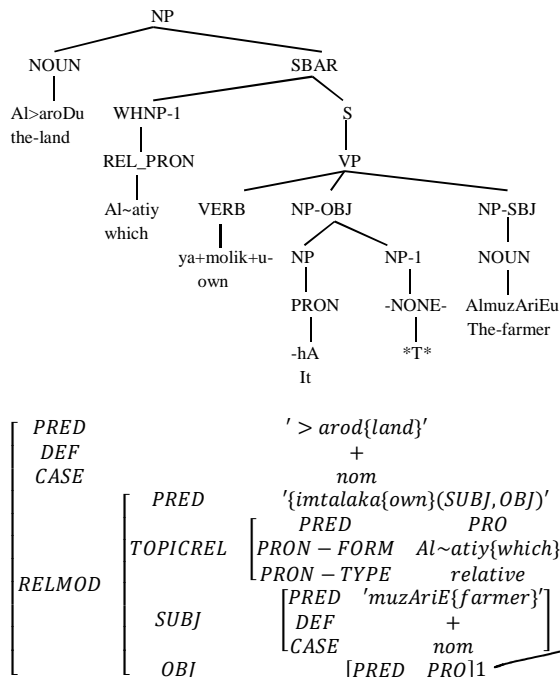 NP
NOUN SBAR
Al>aroDu WHNP-1 S
the-land
REL_PRON VP
Al~atiy VERB NP-OBJ NP-SBJ
which
ya+molik+u- NP NP-1 NOUN
own
PRON -NONE- AlmuzAriEu
The-farmer
-hA *T*
It
PRED '> arod{land}'
DEF +
CASE nom
PRED '{imtalaka{own}(SUBJ, OBJ)'
PRED PRO
TOPICREL PRON − FORM Al~atiy{which}
PRON − TYPE relative
RELMOD
PRED 'muzAriE{farmer}'
SUBJ DEF +
CASE nom
OBJ [PRED PRO]1